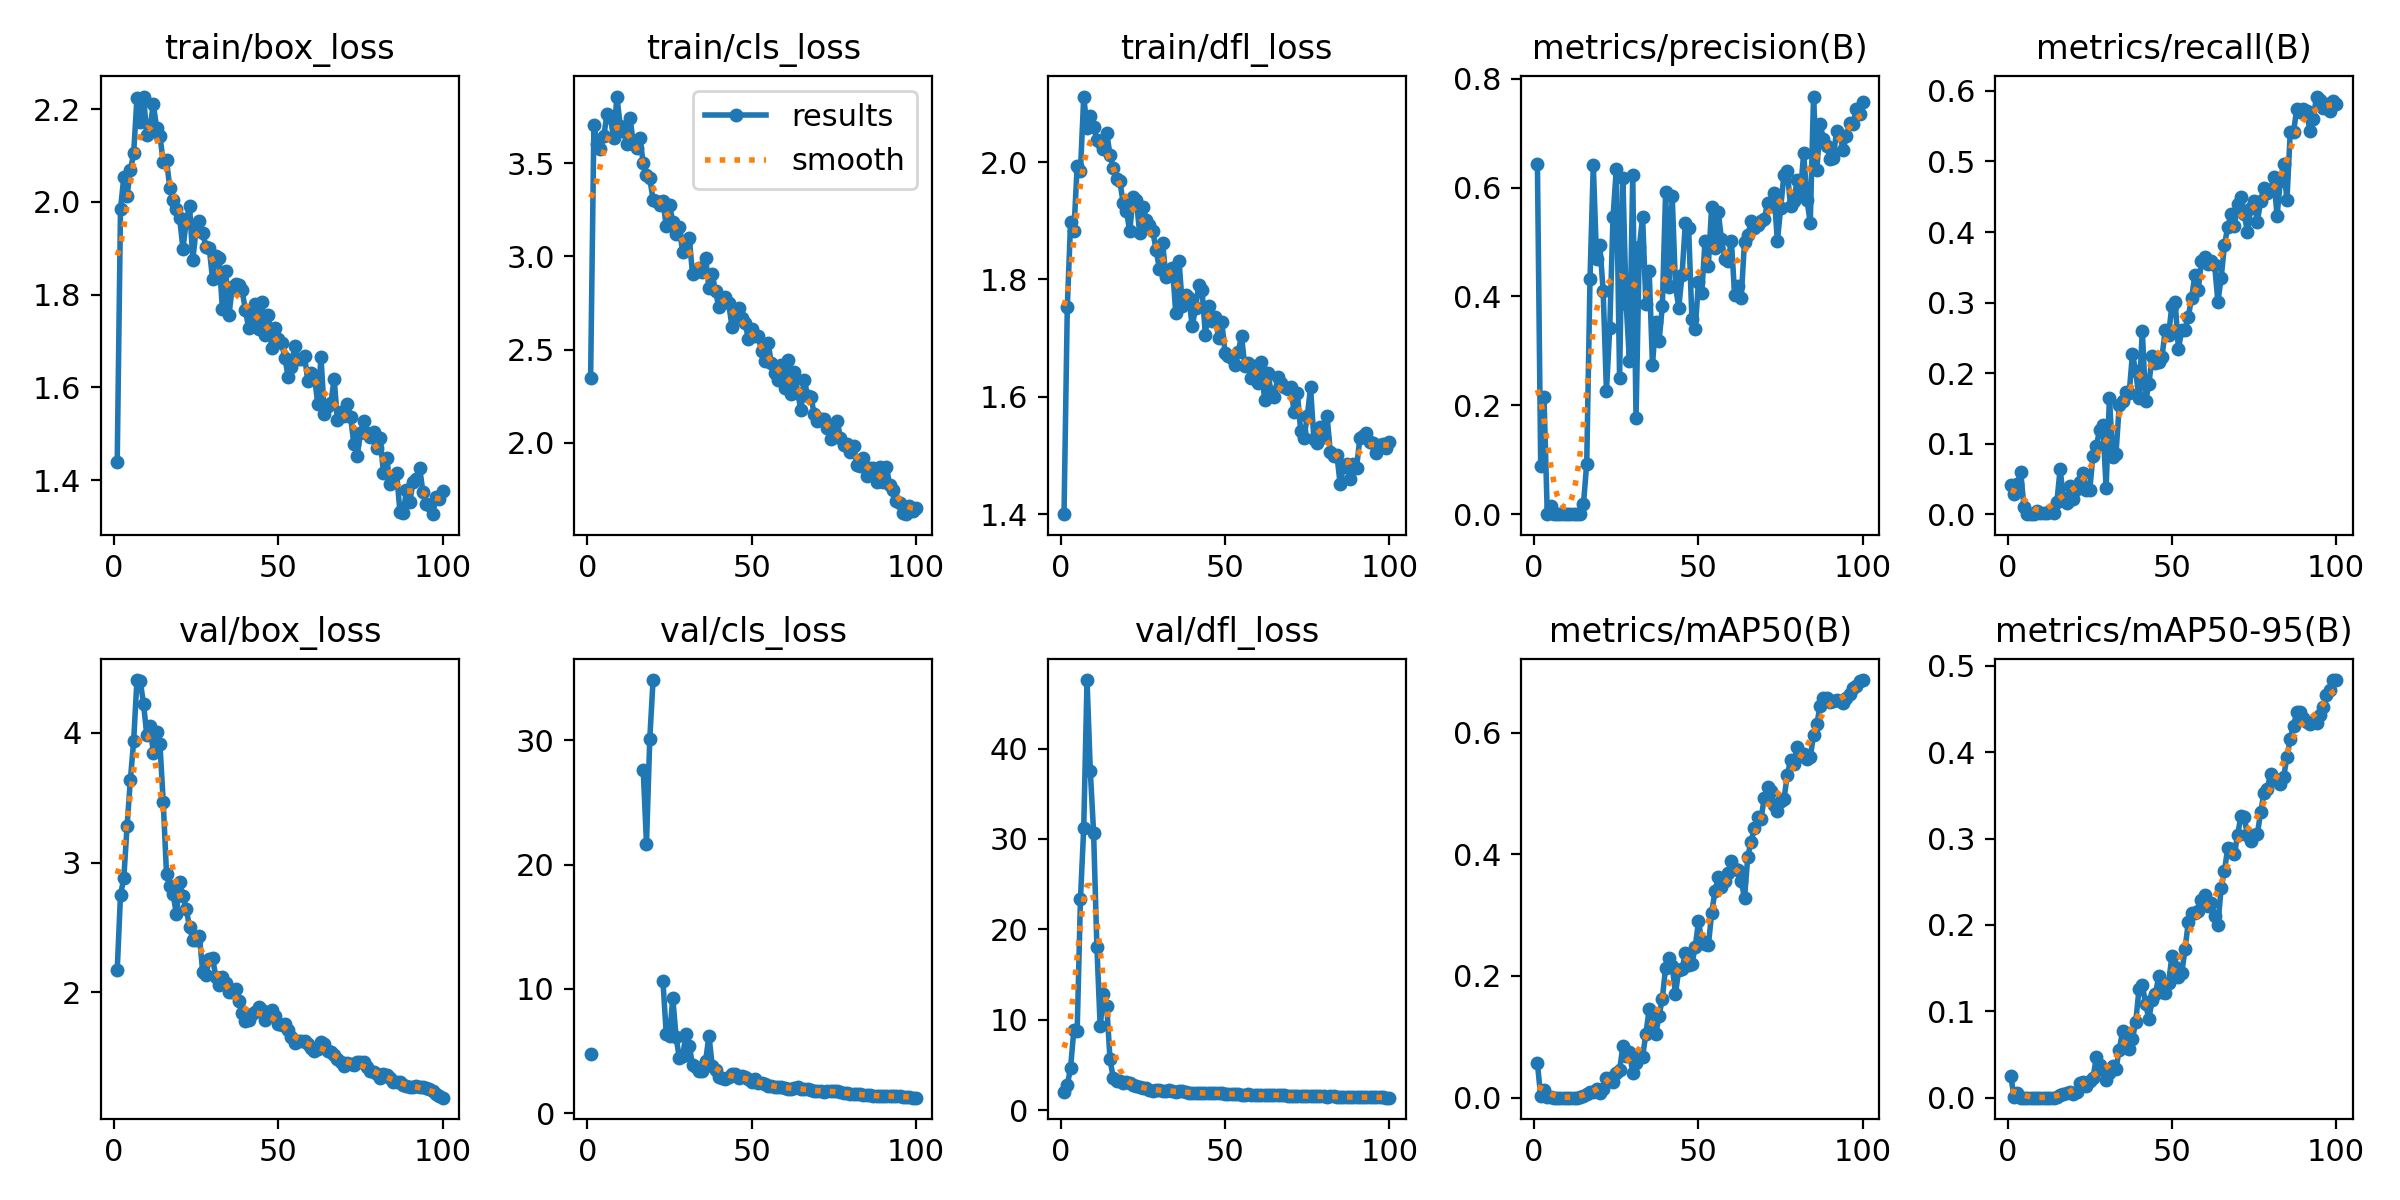 train/box_loss
train/cls_loss
train/dfl_loss
metrics/precision(B)
metrics/recall(B)
2.2
2.0
1.8
1.6
1.4
0 50 100
results
smooth
3.5
3.0
2.5
2.0
0 50 100
2.0
1.8
1.6
1.4
0 50 100
0.8
0.6
0.4
0.2
0.0
0 50 100
0.6
0.5
0.4
0.3
0.2
0.1
0.0
0 50 100
val/box_loss
val/cls_loss
val/dfl_loss
metrics/mAP50(B)
metrics/mAP50-95(B)
4
3
2
0 50 100
30
20
10
0
0 50 100
40
30
20
10
0
0 50 100
0.6
0.4
0.2
0.0
0 50 100
0.5
0.4
0.3
0.2
0.1
0.0
0 50 100